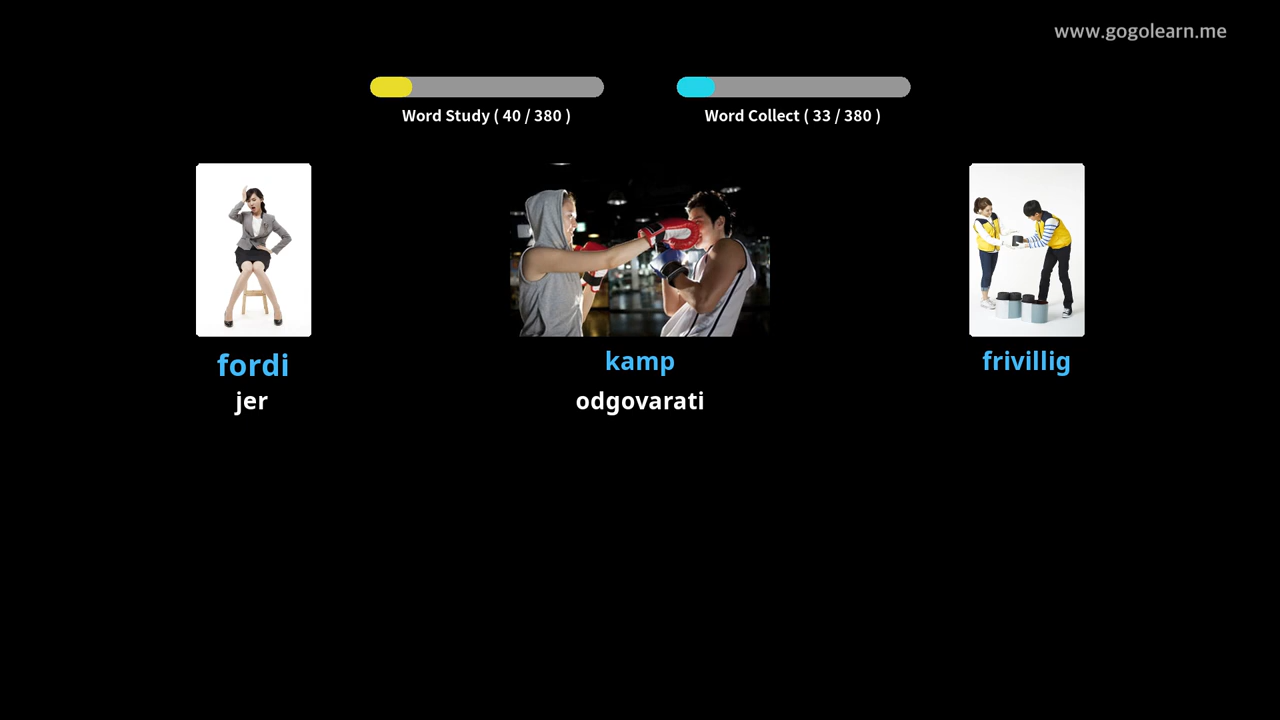 www.gogolearn.me
Word Study ( 40 / 380 )
Word Collect ( 33 / 380 )
fordi
kamp
frivillig
jer
odgovarati